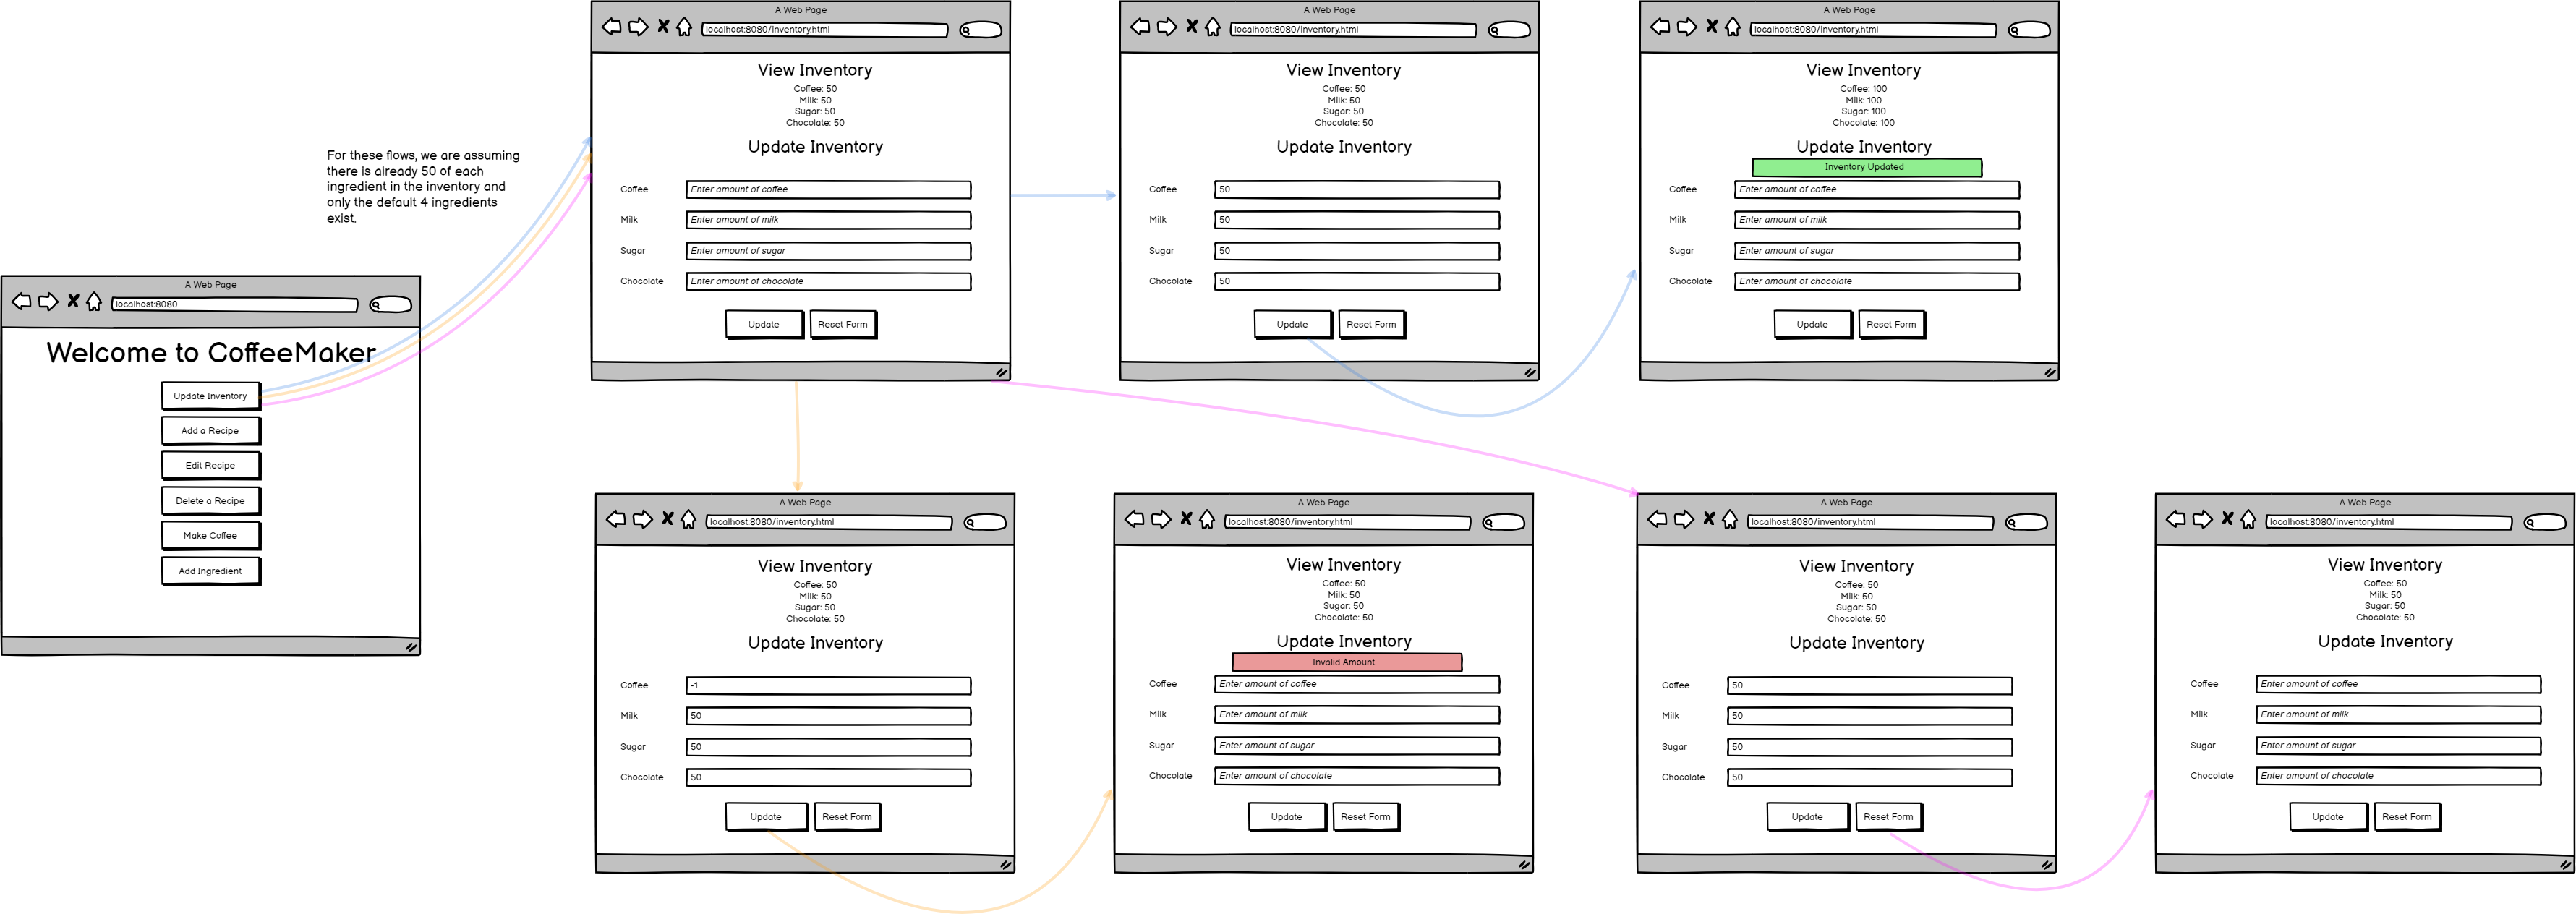 For these flows, we are assuming
there is already 50 of each
ingredient in the inventory and
only the default 4 ingredients
exist.
A Web Page
localhost:8080
Welcome to CoffeeMaker
Update Inventory
Add a Recipe
Edit Recipe
Delete a Recipe
Make Coffee
Add Ingredient
A Web Page
localhost:8080/inventory.html
View Inventory
Coffee: 50
Milk: 50
Sugar: 50
Chocolate: 50
Update Inventory
Coffee Enter amount of coffee
Milk Enter amount of milk
Sugar Enter amount of sugar
Chocolate Enter amount of chocolate
Update Reset Form
A Web Page
localhost:8080/inventory.html
View Inventory
Coffee: 50
Milk: 50
Sugar: 50
Chocolate: 50
Update Inventory
Coffee 50
Milk 50
Sugar 50
Chocolate 50
Update Reset Form
A Web Page
localhost:8080/inventory.html
View Inventory
Coffee: 100
Milk: 100
Sugar: 100
Chocolate: 100
Update Inventory
Inventory Updated
Coffee Enter amount of coffee
Milk Enter amount of milk
Sugar Enter amount of sugar
Chocolate Enter amount of chocolate
Update Reset Form
A Web Page
localhost:8080/inventory.html
View Inventory
Coffee: 50
Milk: 50
Sugar: 50
Chocolate: 50
Update Inventory
Coffee -1
Milk 50
Sugar 50
Chocolate 50
Update Reset Form
A Web Page
localhost:8080/inventory.html
View Inventory
Coffee: 50
Milk: 50
Sugar: 50
Chocolate: 50
Update Inventory
Invalid Amount
Coffee Enter amount of coffee
Milk Enter amount of milk
Sugar Enter amount of sugar
Chocolate Enter amount of chocolate
Update Reset Form
A Web Page
localhost:8080/inventory.html
View Inventory
Coffee: 50
Milk: 50
Sugar: 50
Chocolate: 50
Update Inventory
Coffee 50
Milk 50
Sugar 50
Chocolate 50
Update Reset Form
A Web Page
localhost:8080/inventory.html
View Inventory
Coffee: 50
Milk: 50
Sugar: 50
Chocolate: 50
Update Inventory
Coffee Enter amount of coffee
Milk Enter amount of milk
Sugar Enter amount of sugar
Chocolate Enter amount of chocolate
Update Reset Form